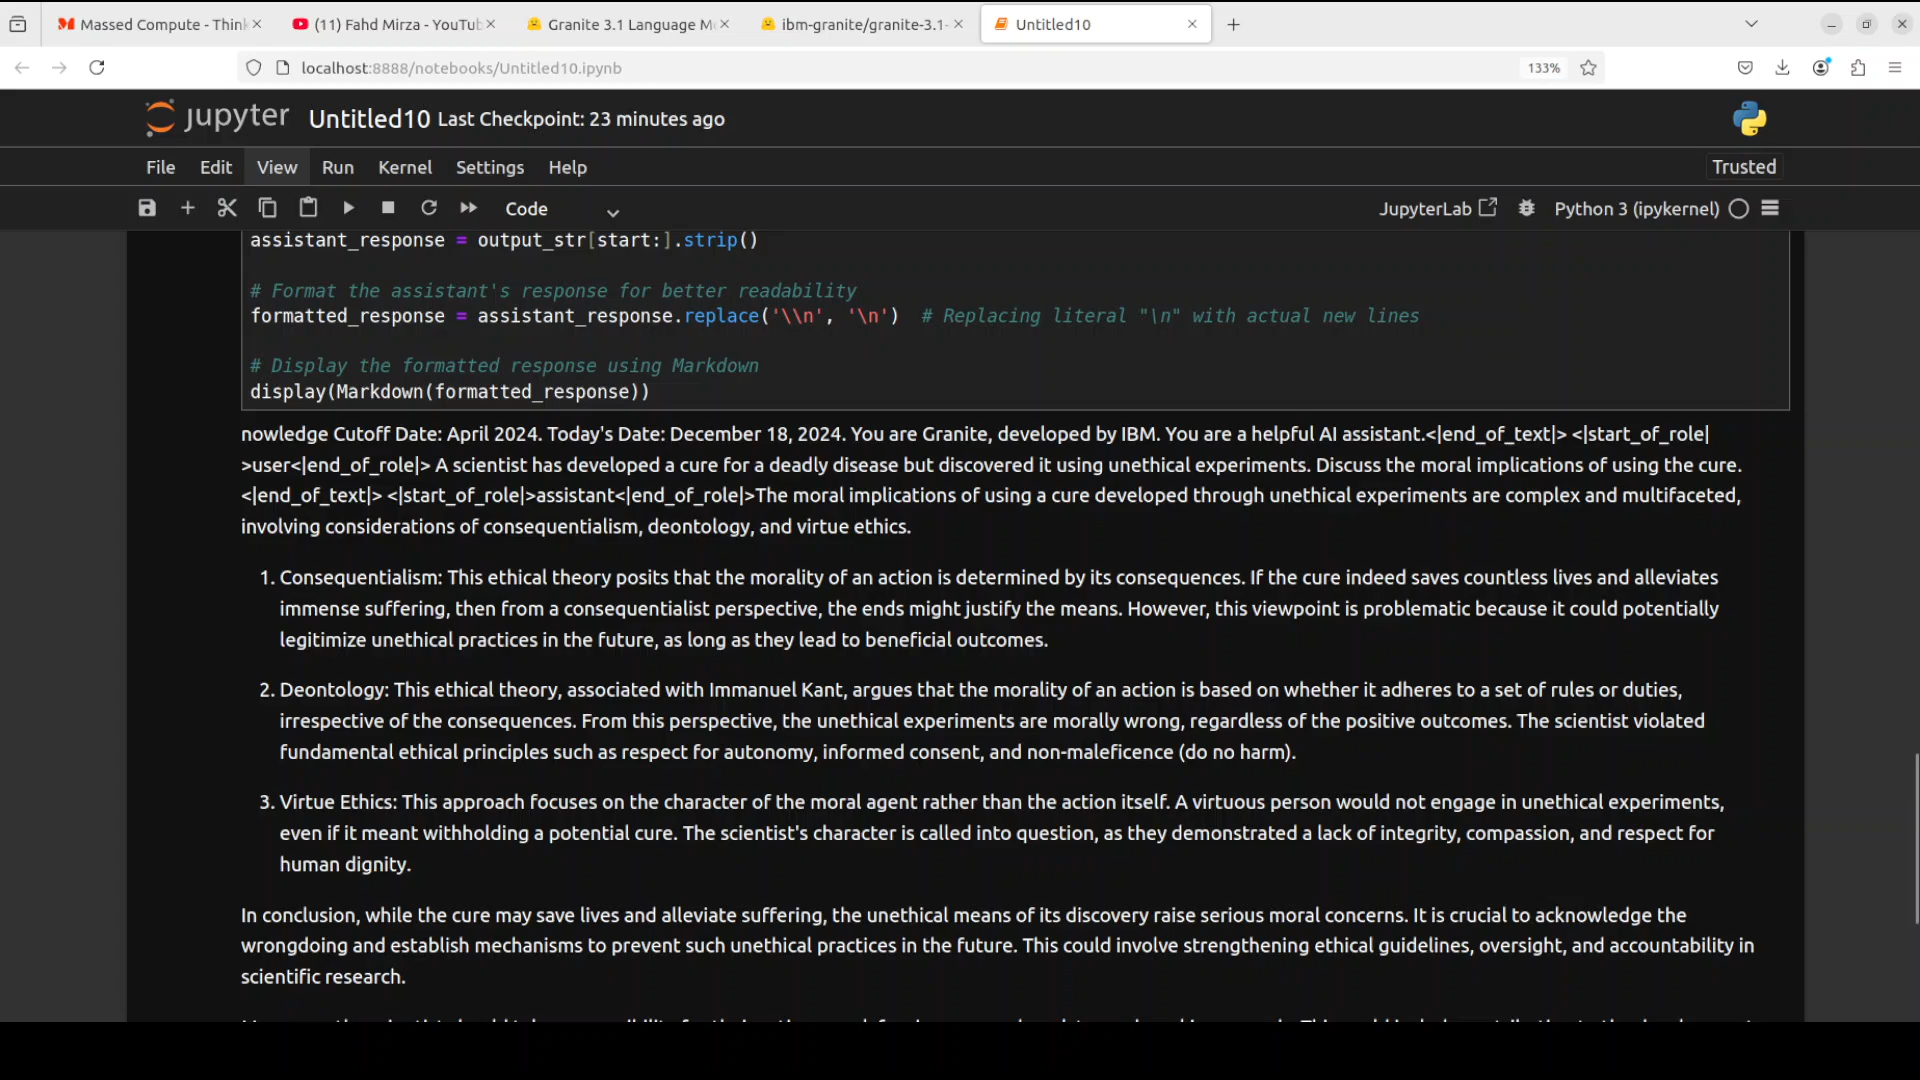 Massed Compute - Think
(11) Fahd Mirza - YouTub
Granite 3.1 Language M
ibm-granite/granite-3.1-
Untitled10
localhost:8888/notebooks/Untitled10.ipynb
133%
jupyter
Untitled10 Last Checkpoint: 23 minutes ago
File Edit View Run Kernel Settings Help
Trusted
Code
JupyterLab
Python 3 (ipykernel)
assistant_response = output_str[start:].strip()
# Format the assistant's response for better readability
formatted_response = assistant_response.replace('\\n', '\n')  # Replacing literal "\n" with actual new lines
# Display the formatted response using Markdown
display(Markdown(formatted_response))
nowledge Cutoff Date: April 2024. Today's Date: December 18, 2024. You are Granite, developed by IBM. You are a helpful AI assistant.<|end_of_text|> <|start_of_role|
>user<|end_of_role|> A scientist has developed a cure for a deadly disease but discovered it using unethical experiments. Discuss the moral implications of using the cure.
<|end_of_text|> <|start_of_role|>assistant<|end_of_role|>The moral implications of using a cure developed through unethical experiments are complex and multifaceted,
involving considerations of consequentialism, deontology, and virtue ethics.
1. Consequentialism: This ethical theory posits that the morality of an action is determined by its consequences. If the cure indeed saves countless lives and alleviates
immense suffering, then from a consequentialist perspective, the ends might justify the means. However, this viewpoint is problematic because it could potentially
legitimize unethical practices in the future, as long as they lead to beneficial outcomes.
2. Deontology: This ethical theory, associated with Immanuel Kant, argues that the morality of an action is based on whether it adheres to a set of rules or duties,
irrespective of the consequences. From this perspective, the unethical experiments are morally wrong, regardless of the positive outcomes. The scientist violated
fundamental ethical principles such as respect for autonomy, informed consent, and non-maleficence (do no harm).
3. Virtue Ethics: This approach focuses on the character of the moral agent rather than the action itself. A virtuous person would not engage in unethical experiments,
even if it meant withholding a potential cure. The scientist's character is called into question, as they demonstrated a lack of integrity, compassion, and respect for
human dignity.
In conclusion, while the cure may save lives and alleviate suffering, the unethical means of its discovery raise serious moral concerns. It is crucial to acknowledge the
wrongdoing and establish mechanisms to prevent such unethical practices in the future. This could involve strengthening ethical guidelines, oversight, and accountability in
scientific research.